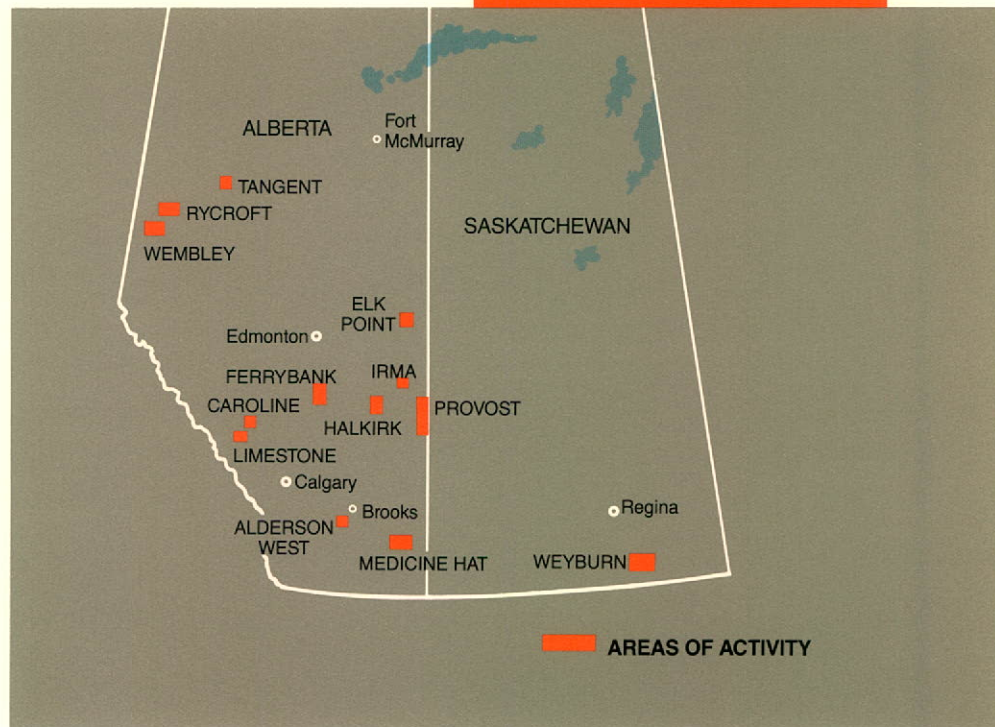 Fort
McMurray
ALBERTA
TANGENT
RYCROFT
WEMBLEY
SASKATCHEWAN
ELK
POINT
Edmonton
FERRYBANK
IRMA
CAROLINE
HALKIRK
PROVOST
LIMESTONE
Calgary
Brooks
Regina
ALDERSON
WEST
MEDICINE HAT
WEYBURN
AREAS OF ACTIVITY